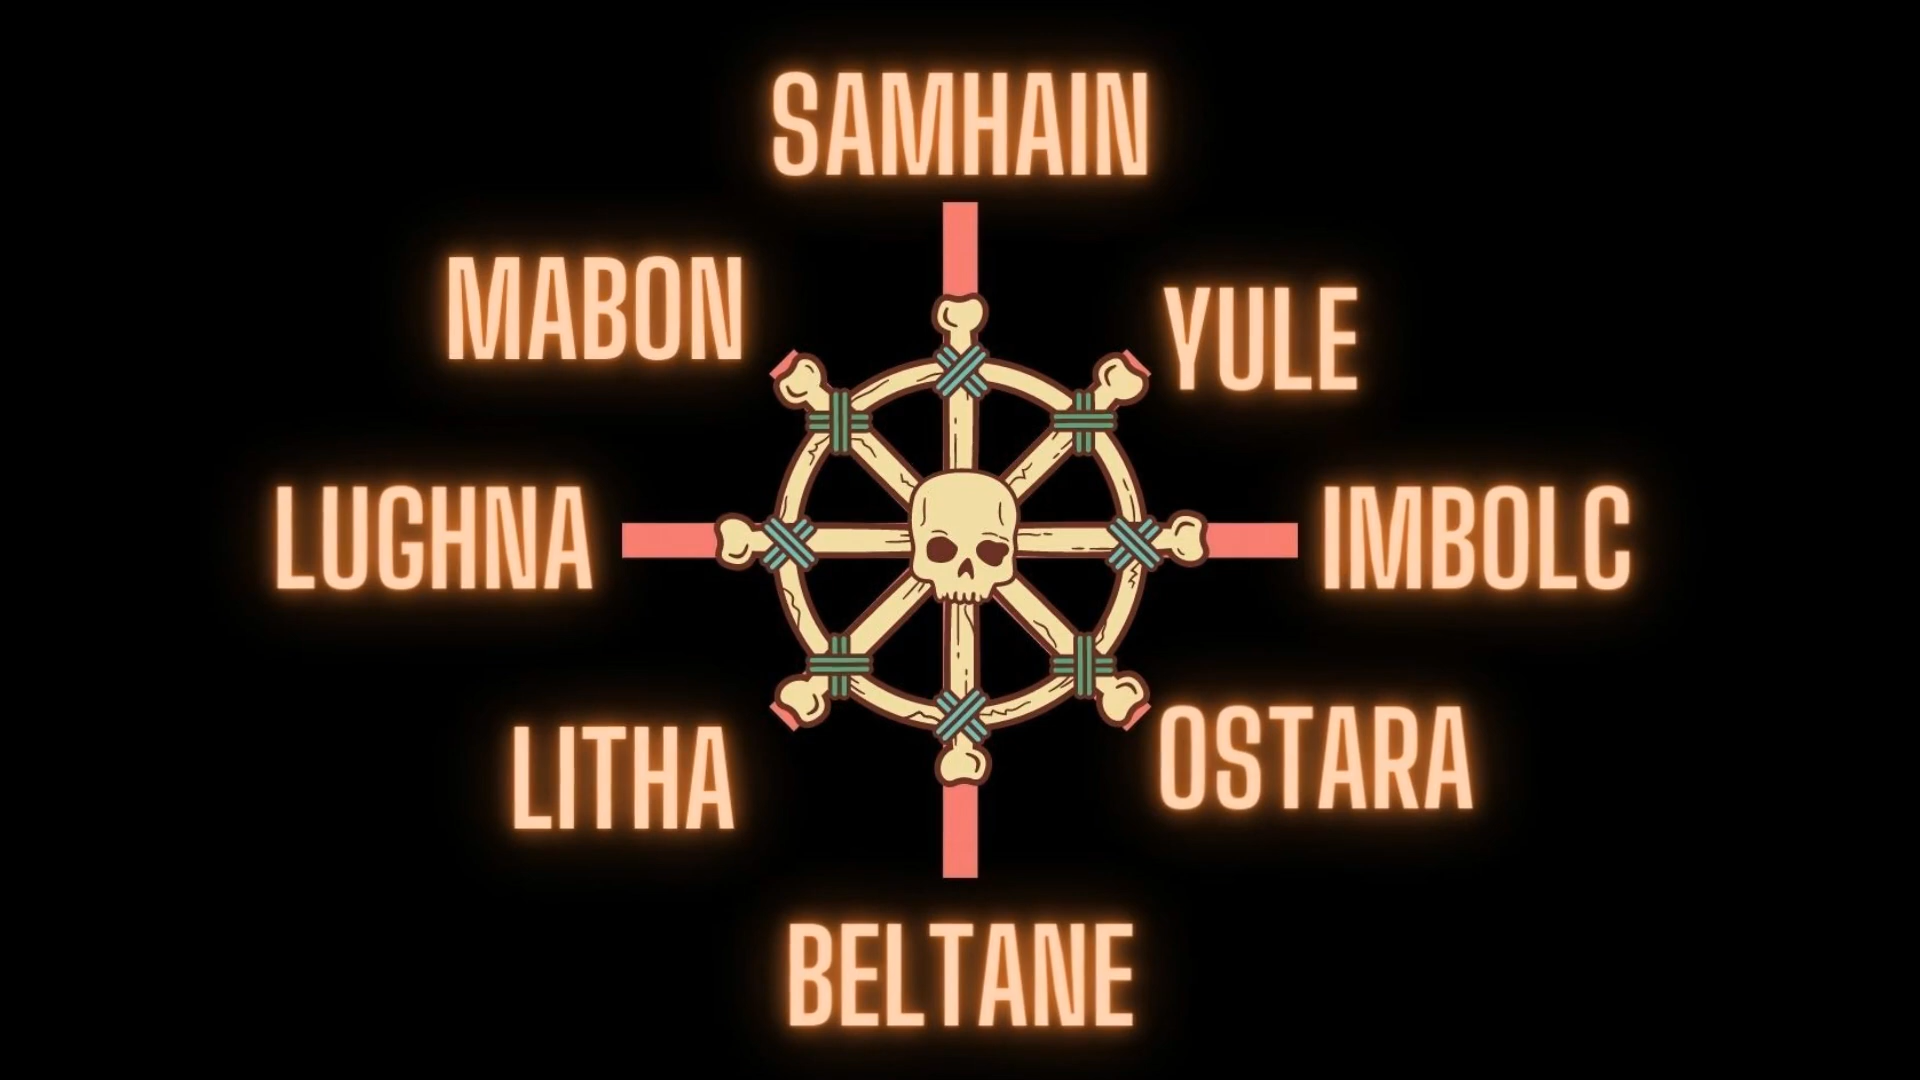 SAMHAIN
MABON
YULE
LUGHNA
IMBOLC
LITHA
OSTARA
BELTANE